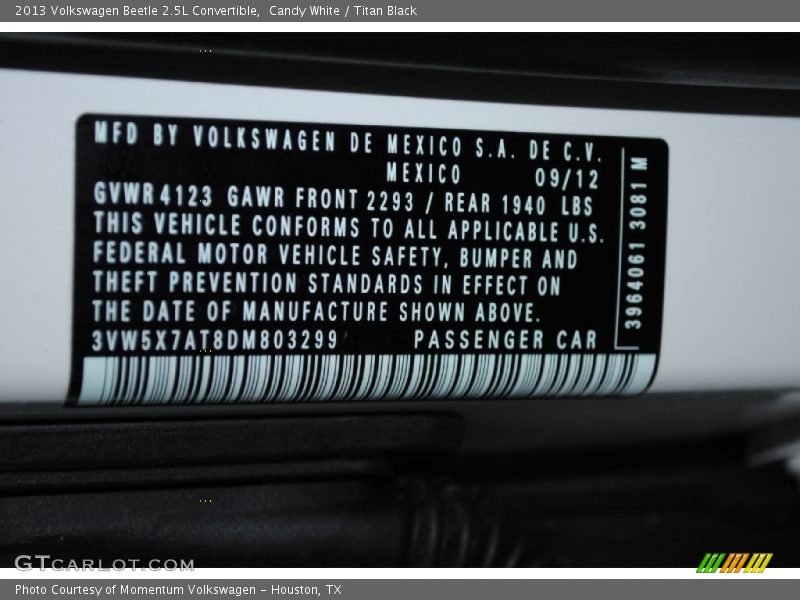 2013 Volkswagen Beetle 2.5L Convertible,  Candy White / Titan Black
MFD BY VOLKSWAGEN DE MEXICO S.A. DE C.V.
MEXICO 09/12
GVWR 4123 GAWR FRONT 2293 / REAR 1940 LBS
THIS VEHICLE CONFORMS TO ALL APPLICABLE U.S.
FEDERAL MOTOR VEHICLE SAFETY, BUMPER AND
THEFT PREVENTION STANDARDS IN EFFECT ON
THE DATE OF MANUFACTURE SHOWN ABOVE.
3VW5X7AT8DM803299 PASSENGER CAR
3964061 3081 M
GTCARLOT.COM
Photo Courtesy of Momentum Volkswagen - Houston, TX